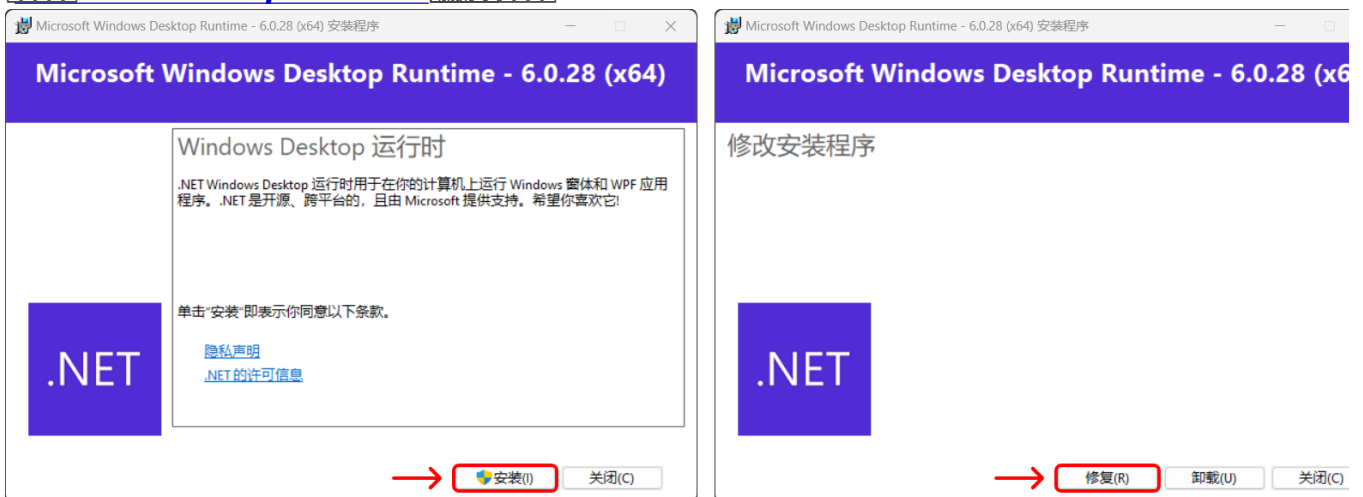 Microsoft Windows Desktop Runtime - 6.0.28 (x64) 安装程序
Microsoft Windows Desktop Runtime - 6.0.28 (x64)
Windows Desktop 运行时
.NET Windows Desktop 运行时用于在你的计算机上运行 Windows 窗体和 WPF 应用
程序。.NET 是开源、跨平台的，且由 Microsoft 提供支持。希望你喜欢它!
单击“安装”即表示你同意以下条款。
隐私声明
.NET 的许可信息
.NET
安装(I)
关闭(C)
Microsoft Windows Desktop Runtime - 6.0.28 (x64) 安装程序
Microsoft Windows Desktop Runtime - 6.0.28 (x6
修改安装程序
.NET
修复(R)
卸载(U)
关闭(C)